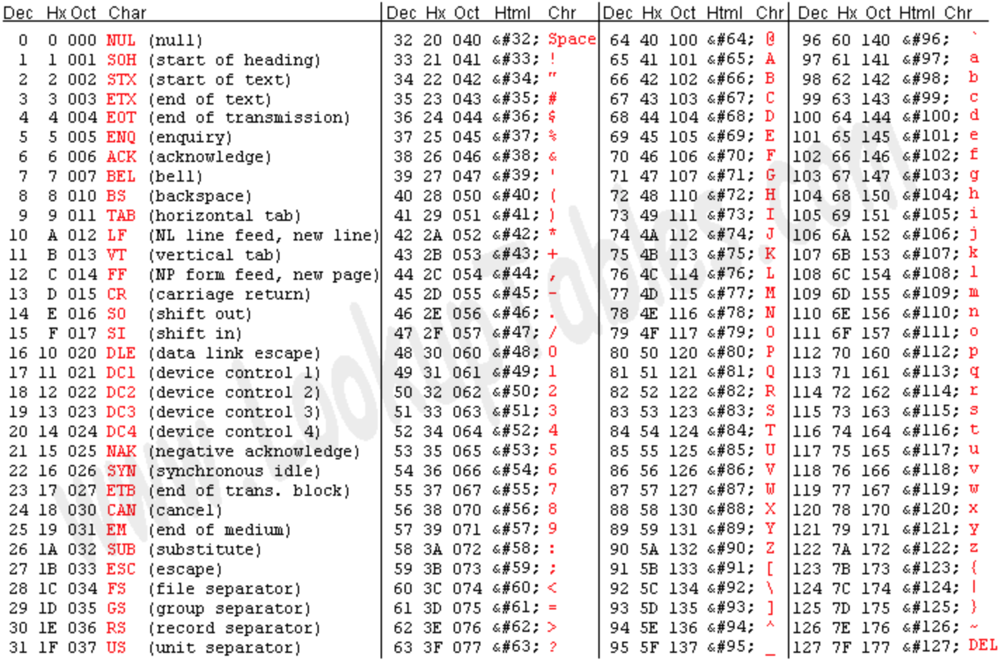 Dec Hx Oct Char Dec Hx Oct Html Chr Dec Hx Oct Html Chr Dec Hx Oct Html Chr
0 0 000 NUL (null) 32 20 040 &#32; Space 64 40 100 &#64; @ 96 60 140 &#96; `
1 1 001 SOH (start of heading) 33 21 041 &#33; ! 65 41 101 &#65; A 97 61 141 &#97; a
2 2 002 STX (start of text) 34 22 042 &#34; " 66 42 102 &#66; B 98 62 142 &#98; b
3 3 003 ETX (end of text) 35 23 043 &#35; # 67 43 103 &#67; C 99 63 143 &#99; c
4 4 004 EOT (end of transmission) 36 24 044 &#36; $ 68 44 104 &#68; D 100 64 144 &#100; d
5 5 005 ENQ (enquiry) 37 25 045 &#37; % 69 45 105 &#69; E 101 65 145 &#101; e
6 6 006 ACK (acknowledge) 38 26 046 &#38; & 70 46 106 &#70; F 102 66 146 &#102; f
7 7 007 BEL (bell) 39 27 047 &#39; ' 71 47 107 &#71; G 103 67 147 &#103; g
8 8 010 BS (backspace) 40 28 050 &#40; ( 72 48 110 &#72; H 104 68 150 &#104; h
9 9 011 TAB (horizontal tab) 41 29 051 &#41; ) 73 49 111 &#73; I 105 69 151 &#105; i
10 A 012 LF (NL line feed, new line) 42 2A 052 &#42; * 74 4A 112 &#74; J 106 6A 152 &#106; j
11 B 013 VT (vertical tab) 43 2B 053 &#43; + 75 4B 113 &#75; K 107 6B 153 &#107; k
12 C 014 FF (NP form feed, new page) 44 2C 054 &#44; , 76 4C 114 &#76; L 108 6C 154 &#108; l
13 D 015 CR (carriage return) 45 2D 055 &#45; - 77 4D 115 &#77; M 109 6D 155 &#109; m
14 E 016 SO (shift out) 46 2E 056 &#46; . 78 4E 116 &#78; N 110 6E 156 &#110; n
15 F 017 SI (shift in) 47 2F 057 &#47; / 79 4F 117 &#79; O 111 6F 157 &#111; o
16 10 020 DLE (data link escape) 48 30 060 &#48; 0 80 50 120 &#80; P 112 70 160 &#112; p
17 11 021 DC1 (device control 1) 49 31 061 &#49; 1 81 51 121 &#81; Q 113 71 161 &#113; q
18 12 022 DC2 (device control 2) 50 32 062 &#50; 2 82 52 122 &#82; R 114 72 162 &#114; r
19 13 023 DC3 (device control 3) 51 33 063 &#51; 3 83 53 123 &#83; S 115 73 163 &#115; s
20 14 024 DC4 (device control 4) 52 34 064 &#52; 4 84 54 124 &#84; T 116 74 164 &#116; t
21 15 025 NAK (negative acknowledge) 53 35 065 &#53; 5 85 55 125 &#85; U 117 75 165 &#117; u
22 16 026 SYN (synchronous idle) 54 36 066 &#54; 6 86 56 126 &#86; V 118 76 166 &#118; v
23 17 027 ETB (end of trans. block) 55 37 067 &#55; 7 87 57 127 &#87; W 119 77 167 &#119; w
24 18 030 CAN (cancel) 56 38 070 &#56; 8 88 58 130 &#88; X 120 78 170 &#120; x
25 19 031 EM (end of medium) 57 39 071 &#57; 9 89 59 131 &#89; Y 121 79 171 &#121; y
26 1A 032 SUB (substitute) 58 3A 072 &#58; : 90 5A 132 &#90; Z 122 7A 172 &#122; z
27 1B 033 ESC (escape) 59 3B 073 &#59; ; 91 5B 133 &#91; [ 123 7B 173 &#123; {
28 1C 034 FS (file separator) 60 3C 074 &#60; < 92 5C 134 &#92; \ 124 7C 174 &#124; |
29 1D 035 GS (group separator) 61 3D 075 &#61; = 93 5D 135 &#93; ] 125 7D 175 &#125; }
30 1E 036 RS (record separator) 62 3E 076 &#62; > 94 5E 136 &#94; ^ 126 7E 176 &#126; ~
31 1F 037 US (unit separator) 63 3F 077 &#63; ? 95 5F 137 &#95; _ 127 7F 177 &#127; DEL
www.LookupTables.com